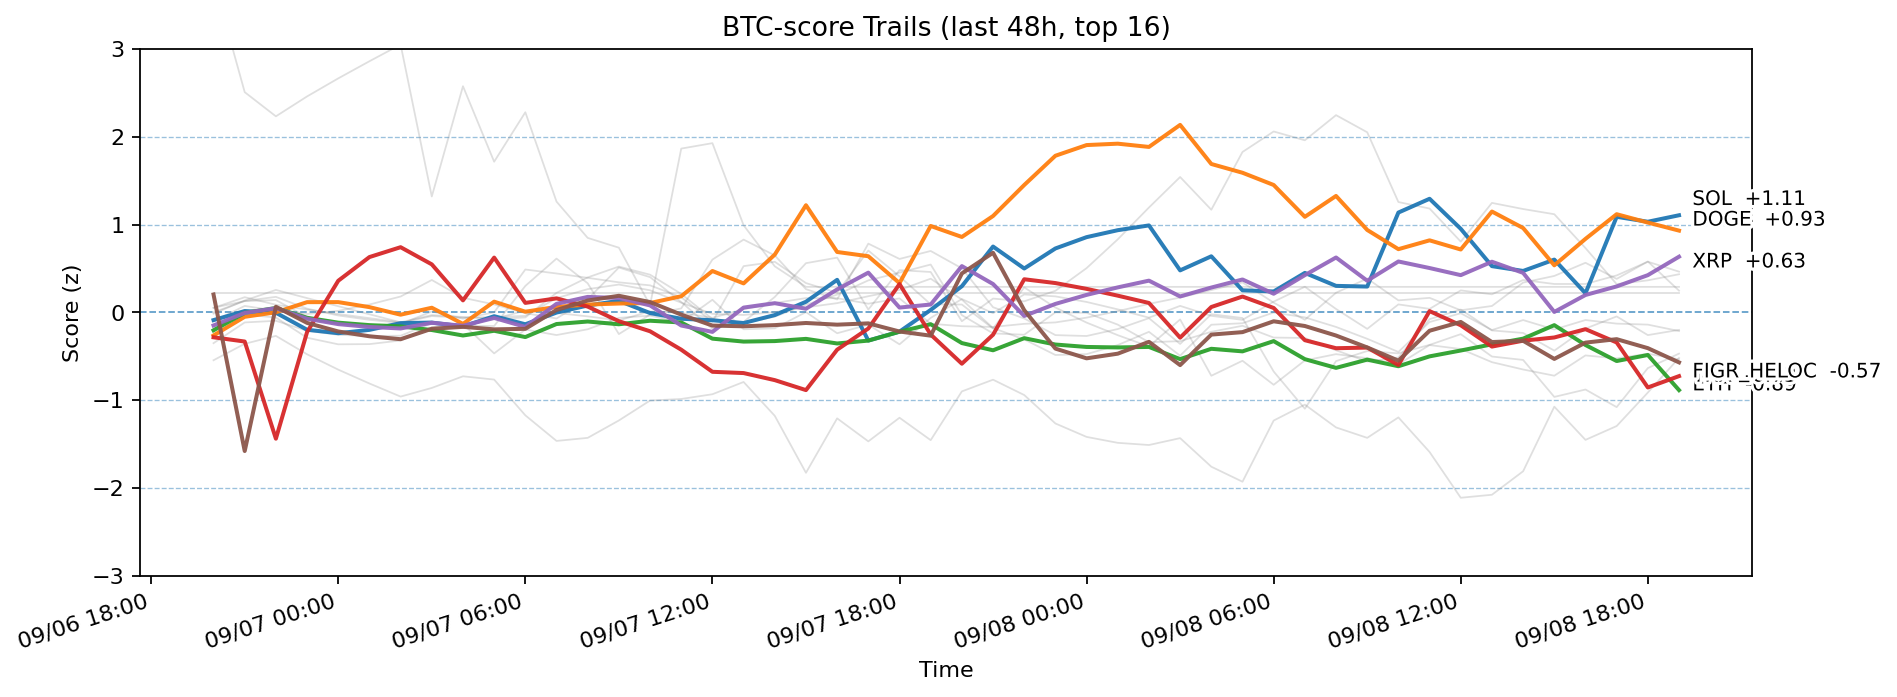 BTC-score Trails (last 48h, top 16)
Score (z)
3
2
1
0
−1
−2
−3
SOL +1.11
DOGE +0.93
XRP +0.63
FIGR_HELOC -0.57
ETH -0.89
09/06 18:00
09/07 00:00
09/07 06:00
09/07 12:00
09/07 18:00
09/08 00:00
09/08 06:00
09/08 12:00
09/08 18:00
Time